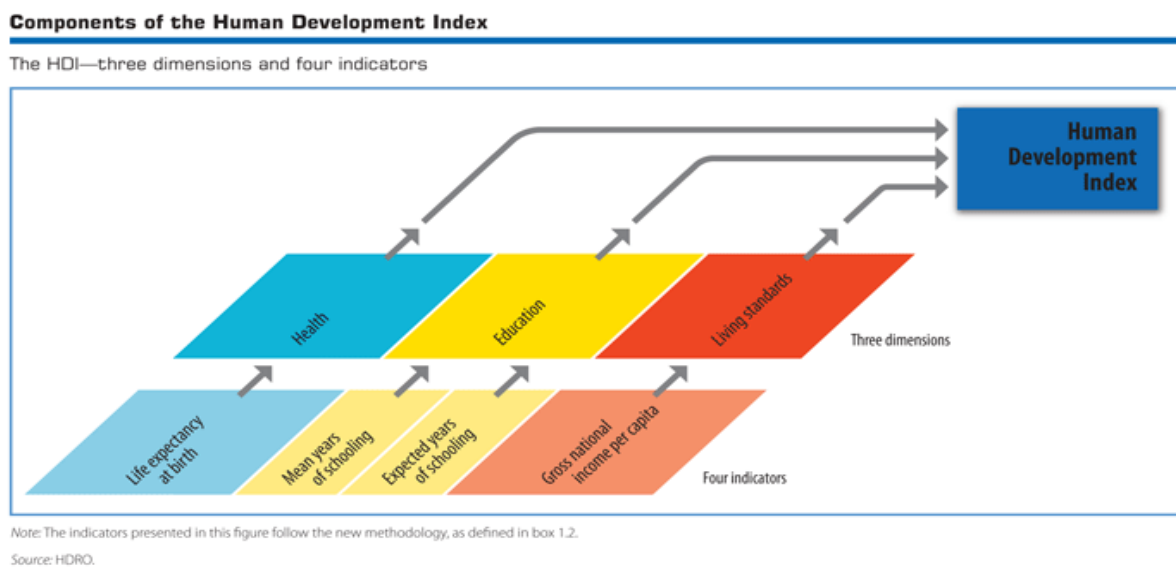 Components of the Human Development Index
The HDI—three dimensions and four indicators
Human
Development
Index
Health
Education
Living standards
Three dimensions
Life expectancy
at birth
Mean years
of schooling
Expected years
of schooling
Gross national
income per capita
Four indicators
Note: The indicators presented in this figure follow the new methodology, as defined in box 1.2.
Source: HDRO.